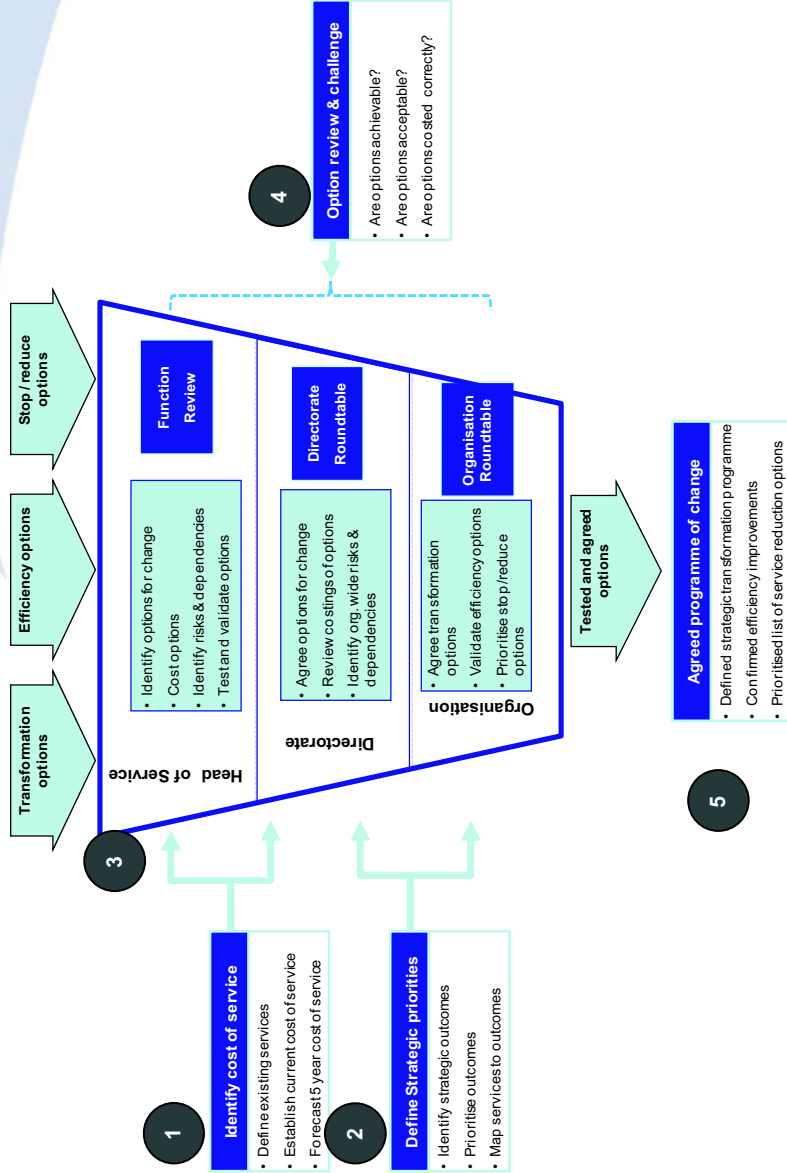 Transformation
options
Efficiency options
Stop / reduce
options
1
Identify cost of service
• Define existing services
• Establish current cost of service
• Forecast 5 year cost of service
2
Define Strategic priorities
• Identify strategic outcomes
• Prioritise outcomes
• Map services to outcomes
3
Head of Service
• Identify options for change
• Cost options
• Identify risks & dependencies
• Test and validate options
Function
Review
Directorate
• Agree options for change
• Review costings of options
• Identify org. wide risks &
dependencies
Directorate
Roundtable
Organisation
• Agree transformation
options
• Validate efficiency options
• Prioritise stop /reduce
options
Organisation
Roundtable
4
Option review & challenge
• Are options achievable?
• Are options acceptable?
• Are options costed correctly?
Tested and agreed
options
5
Agreed programme of change
• Defined strategic transformation programme
• Confirmed efficiency improvements
• Prioritised list of service reduction options